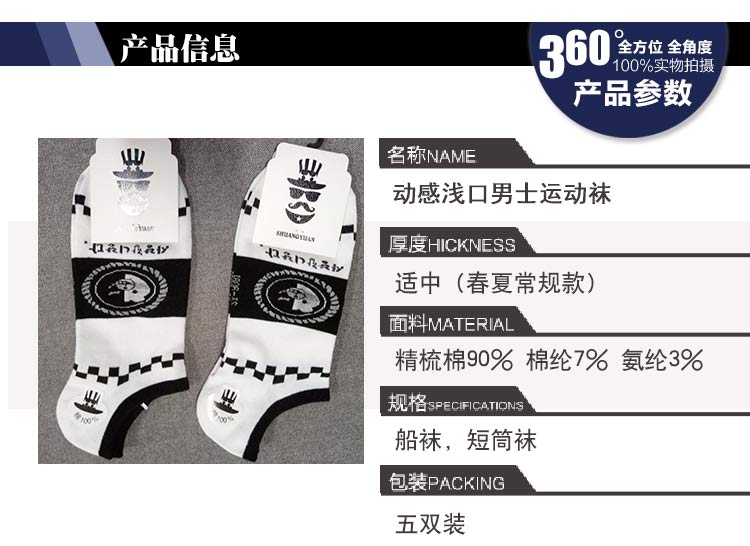 产品信息
360°全方位 全角度
100%实物拍摄
产品参数
名称NAME
动感浅口男士运动袜
厚度HICKNESS
适中（春夏常规款）
面料MATERIAL
精梳棉90% 棉纶7% 氨纶3%
规格SPECIFICATIONS
船袜，短筒袜
包装PACKING
五双装
SHUANGYUAN